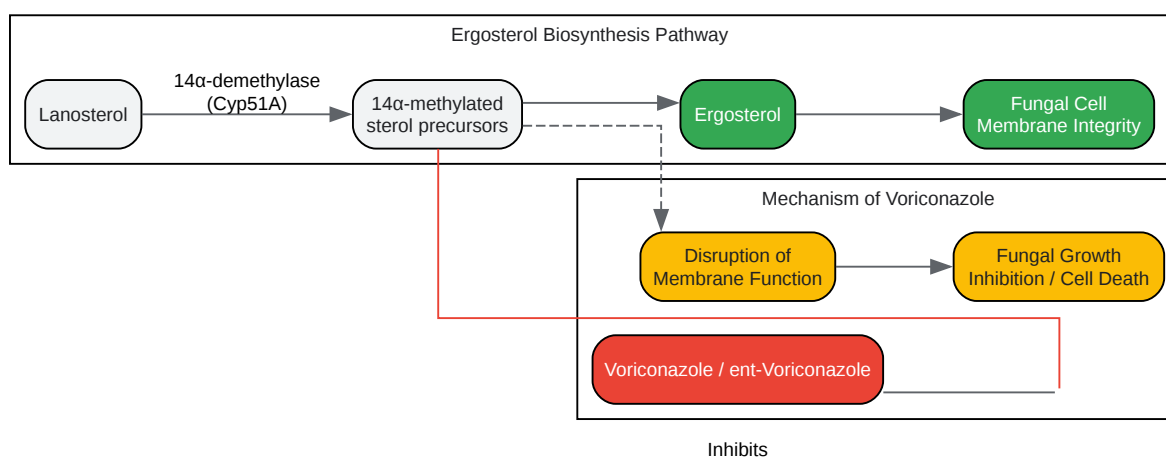 Ergosterol Biosynthesis Pathway
Lanosterol
14α-demethylase
(Cyp51A)
14α-methylated
sterol precursors
Ergosterol
Fungal Cell
Membrane Integrity
Mechanism of Voriconazole
Disruption of
Membrane Function
Fungal Growth
Inhibition / Cell Death
Voriconazole / ent-Voriconazole
Inhibits